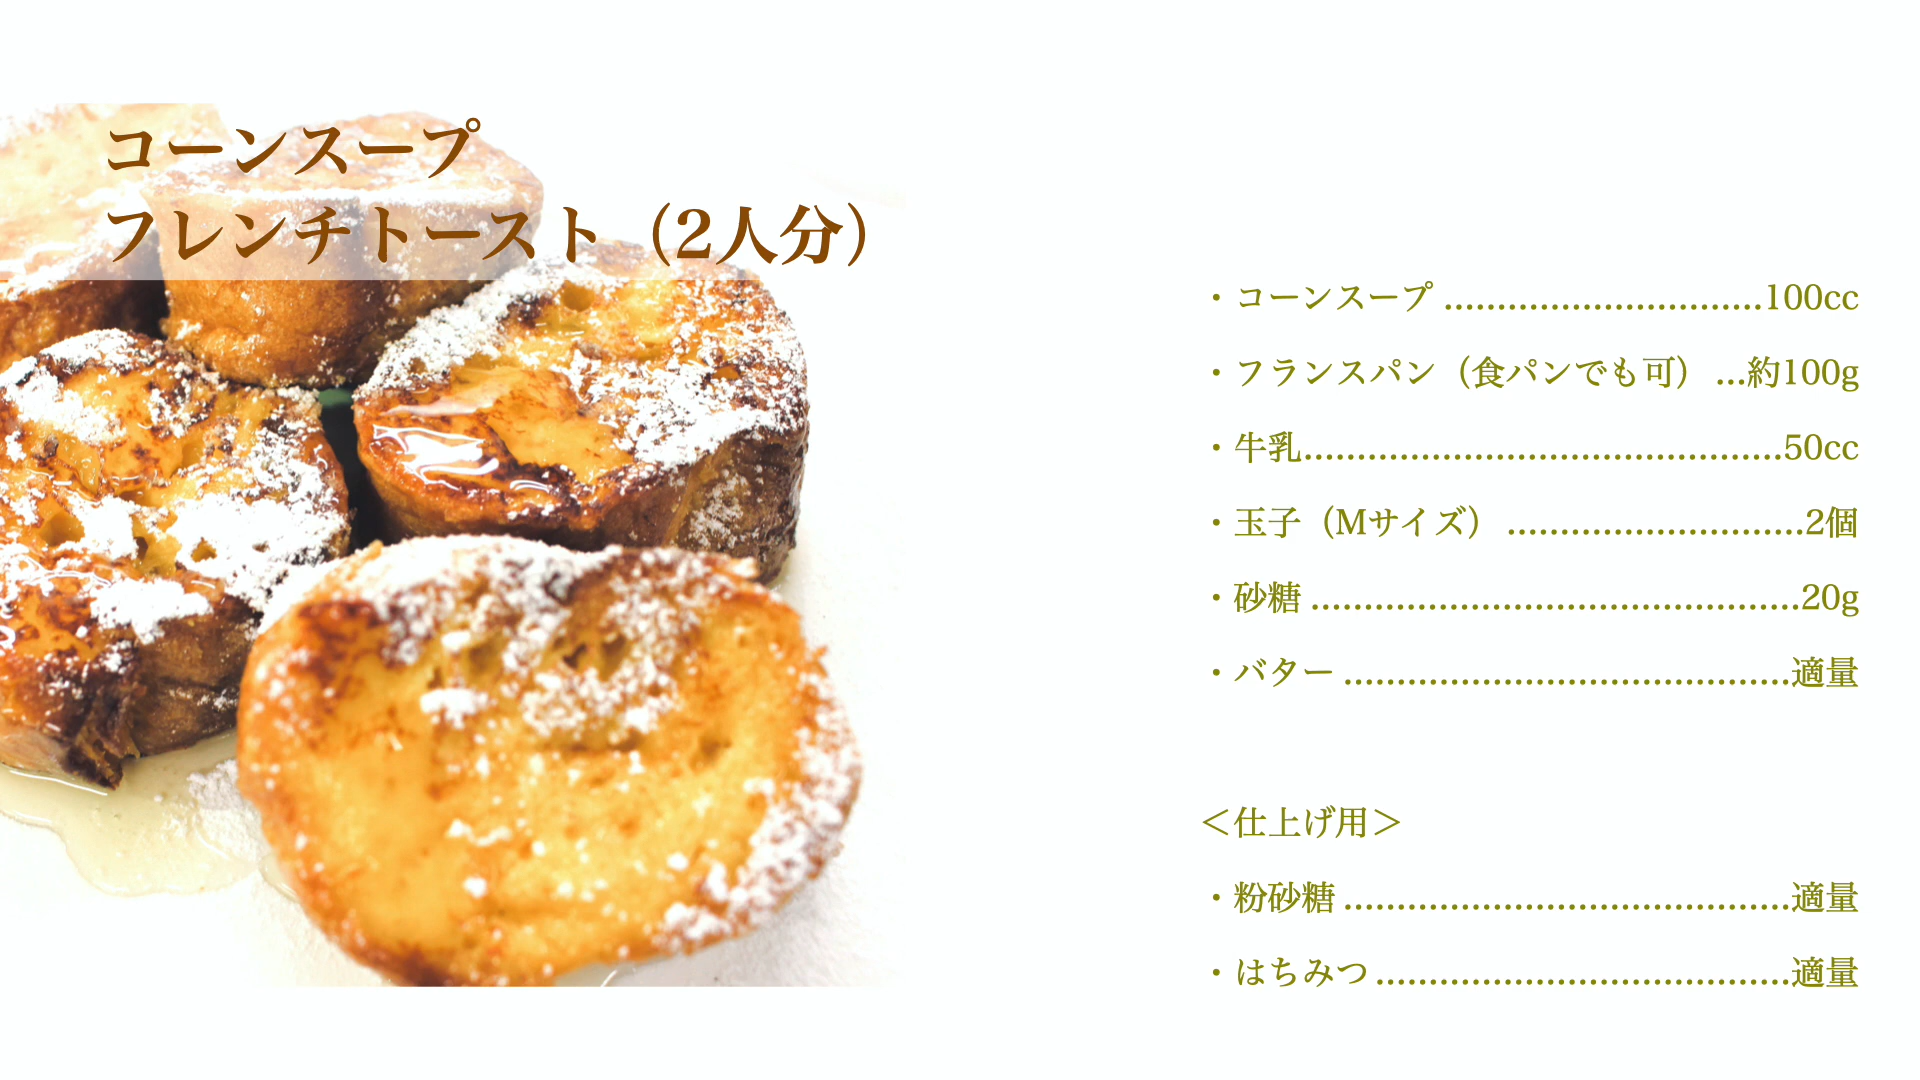 コーンスープ
フレンチトースト（2人分）
・コーンスープ ..............................100cc
・フランスパン（食パンでも可） ...約100g
・牛乳.............................................50cc
・玉子（Mサイズ） ............................2個
・砂糖 ..............................................20g
・バター ..........................................適量
＜仕上げ用＞
・粉砂糖 ..........................................適量
・はちみつ .......................................適量